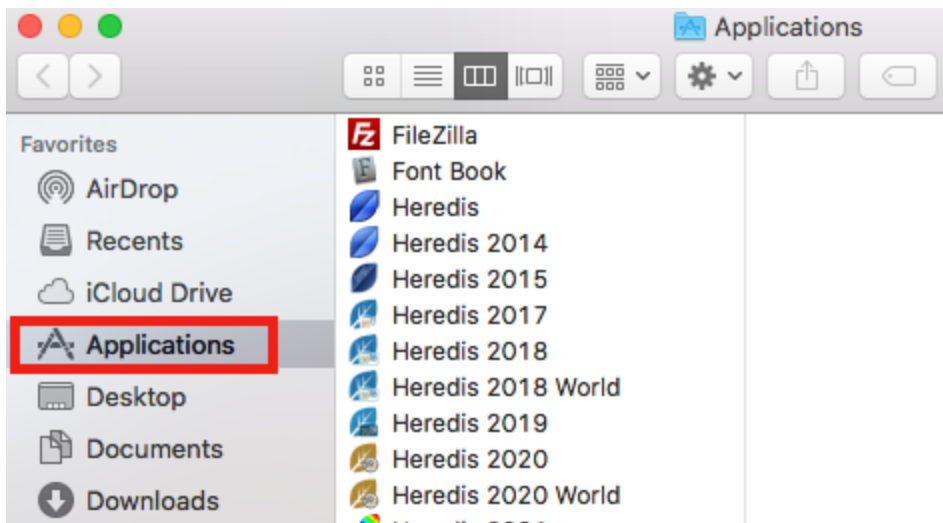 Applications
Favorites
AirDrop
Recents
iCloud Drive
Applications
Desktop
Documents
Downloads
FileZilla
Font Book
Heredis
Heredis 2014
Heredis 2015
Heredis 2017
Heredis 2018
Heredis 2018 World
Heredis 2019
Heredis 2020
Heredis 2020 World